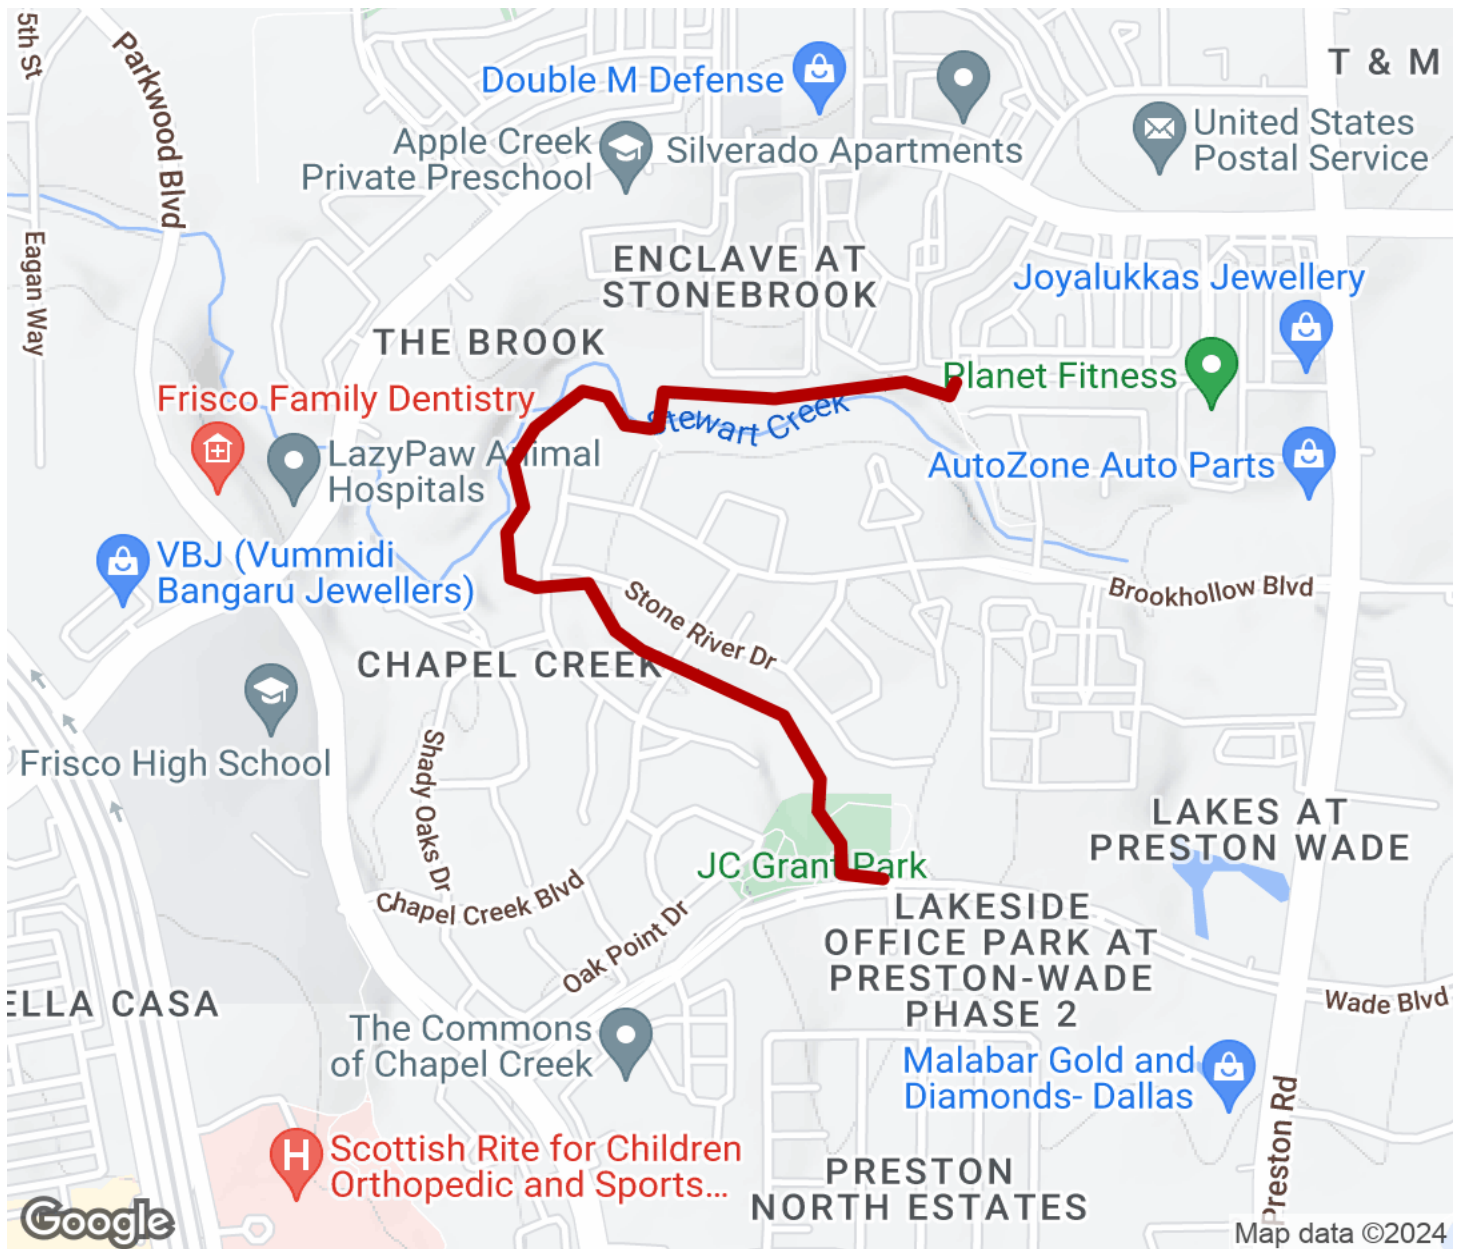 5th St
Parkwood Blvd
T & M
Double M Defense
United States
Postal Service
Apple Creek
Private Preschool
Silverado Apartments
Eagan Way
ENCLAVE AT
STONEBROOK
Joyalukkas Jewellery
THE BROOK
Planet Fitness
Frisco Family Dentistry
Stewart Creek
LazyPaw Animal
Hospitals
AutoZone Auto Parts
VBJ (Vummidi
Bangaru Jewellers)
Brookhollow Blvd
Stone River Dr
CHAPEL CREEK
Frisco High School
Shady Oaks Dr
LAKES AT
PRESTON WADE
JC Grant Park
Chapel Creek Blvd
Oak Point Dr
LAKESIDE
OFFICE PARK AT
PRESTON-WADE
PHASE 2
ELLA CASA
Wade Blvd
The Commons
of Chapel Creek
Malabar Gold and
Diamonds- Dallas
Preston Rd
Scottish Rite for Children
Orthopedic and Sports...
PRESTON
NORTH ESTATES
Google
Map data ©2024